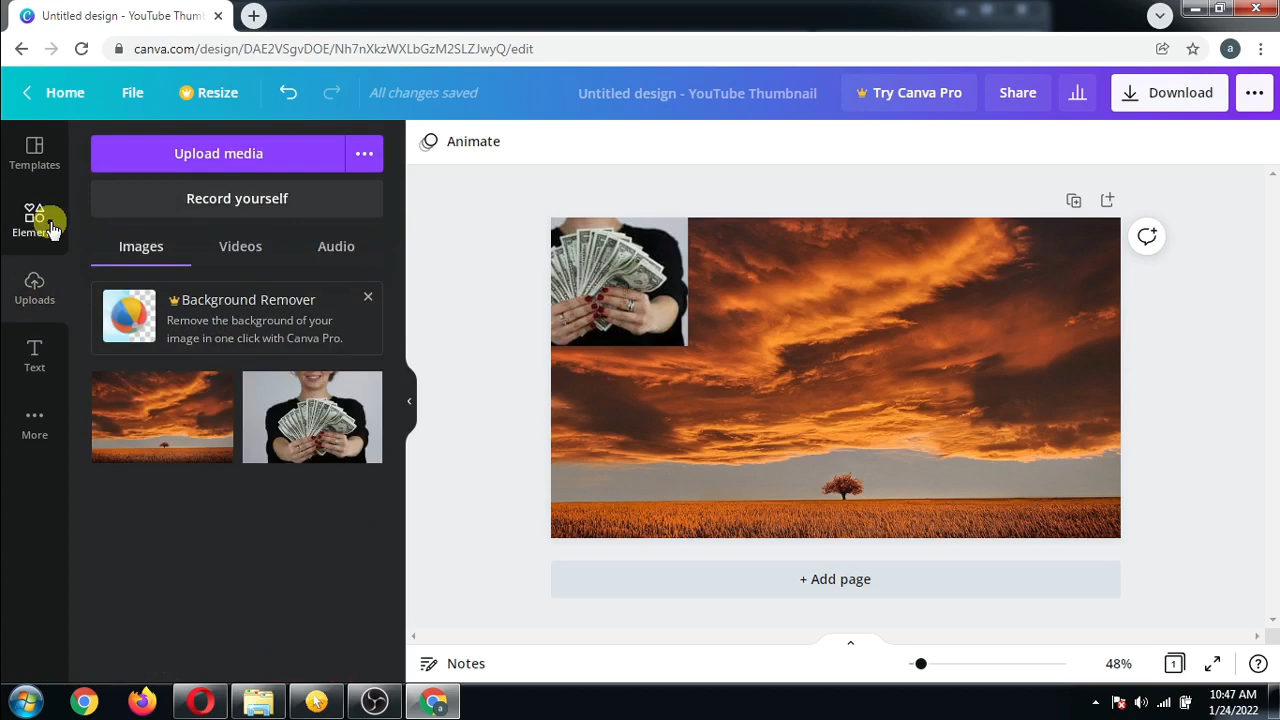 Untitled design - YouTube Thumb
canva.com/design/DAE2VSgvDOE/Nh7nXkzWXLbGzM2SLZJwyQ/edit
a
Home
File
Resize
All changes saved
Untitled design - YouTube Thumbnail
Try Canva Pro
Share
Download
Templates
Elements
Uploads
Text
More
Upload media
Record yourself
Images
Videos
Audio
Background Remover
Remove the background of your
image in one click with Canva Pro.
Animate
+ Add page
Notes
48%
1
10:47 AM
1/24/2022